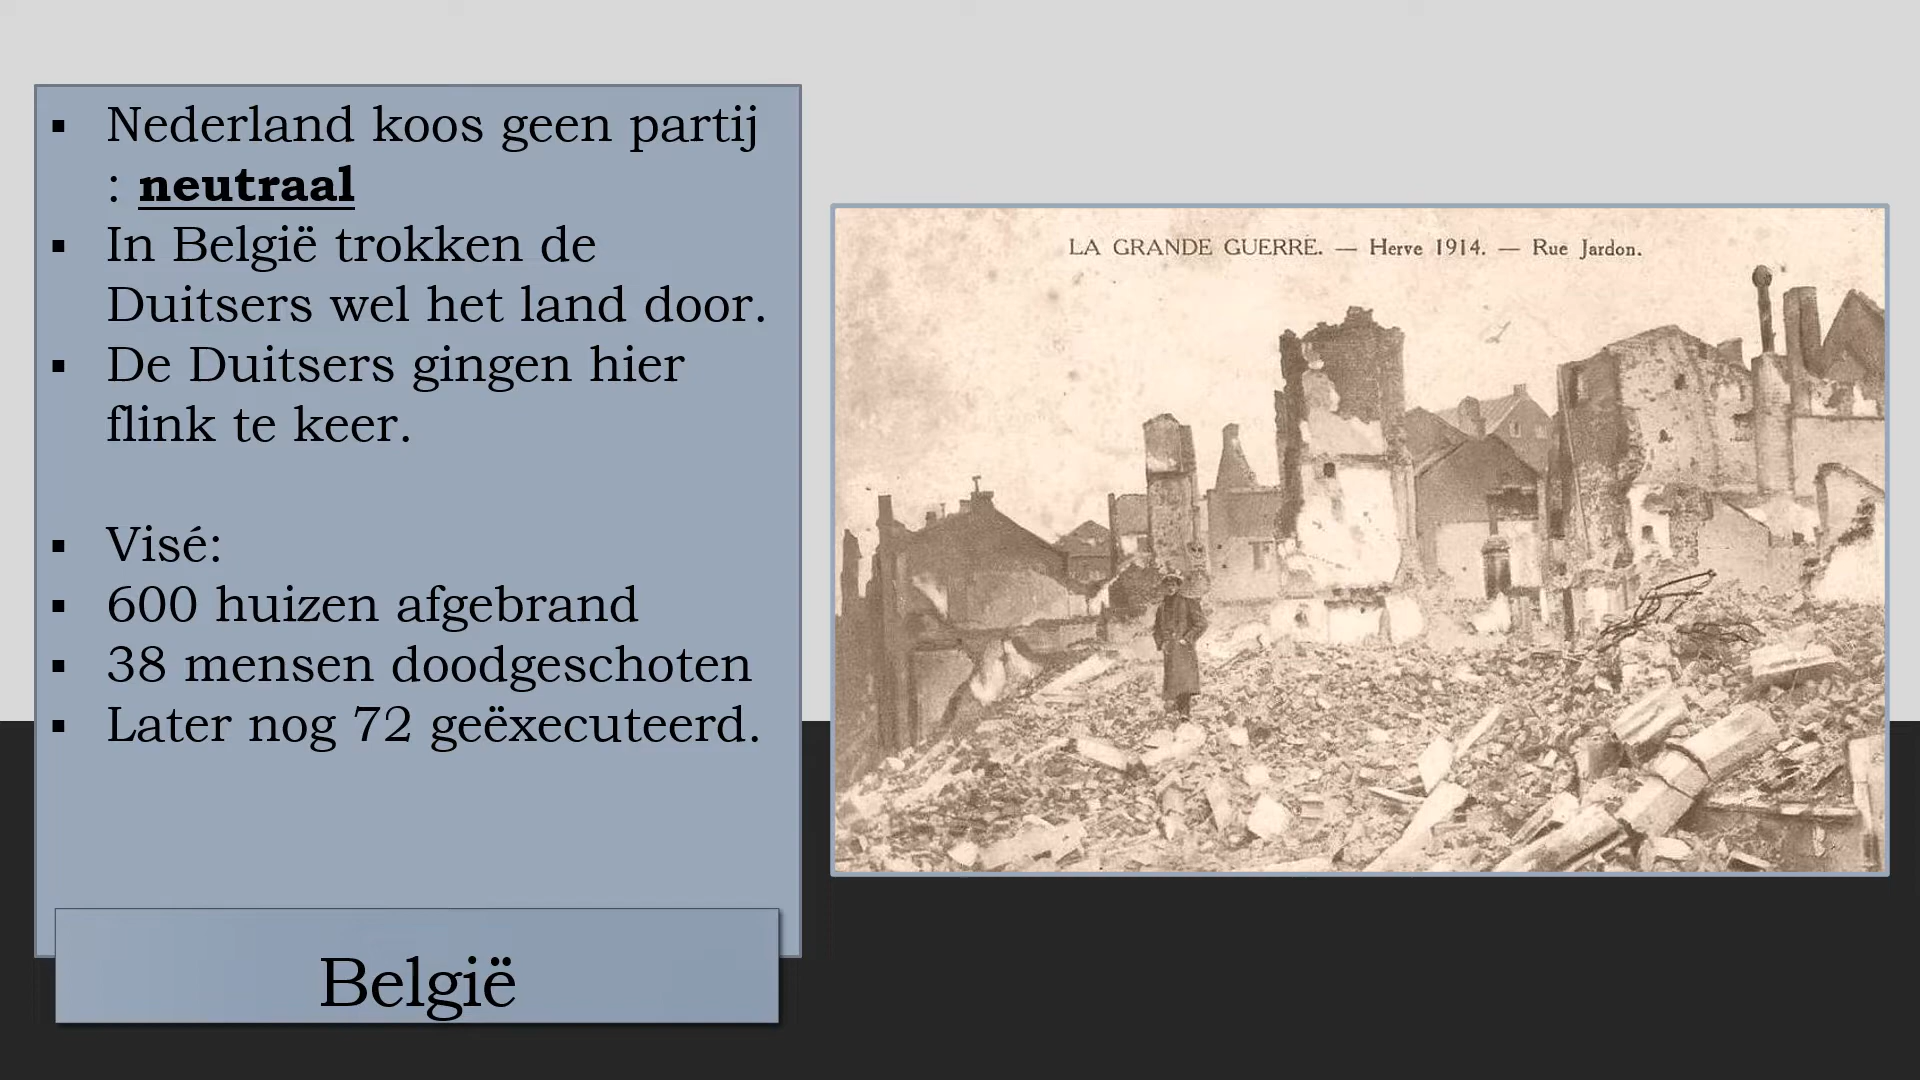 ▪ Nederland koos geen partij
: neutraal
▪ In België trokken de
Duitsers wel het land door.
▪ De Duitsers gingen hier
flink te keer.
▪ Visé:
▪ 600 huizen afgebrand
▪ 38 mensen doodgeschoten
▪ Later nog 72 geëxecuteerd.
België
LA GRANDE GUERRE. — Herve 1914. — Rue Jardon.